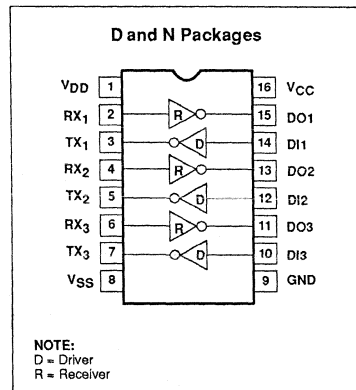 D and N Packages
VDD 1 16 VCC
RX1 2 R 15 DO1
TX1 3 D 14 DI1
RX2 4 R 13 DO2
TX2 5 D 12 DI2
RX3 6 R 11 DO3
TX3 7 D 10 DI3
VSS 8 9 GND
NOTE:
D = Driver
R = Receiver